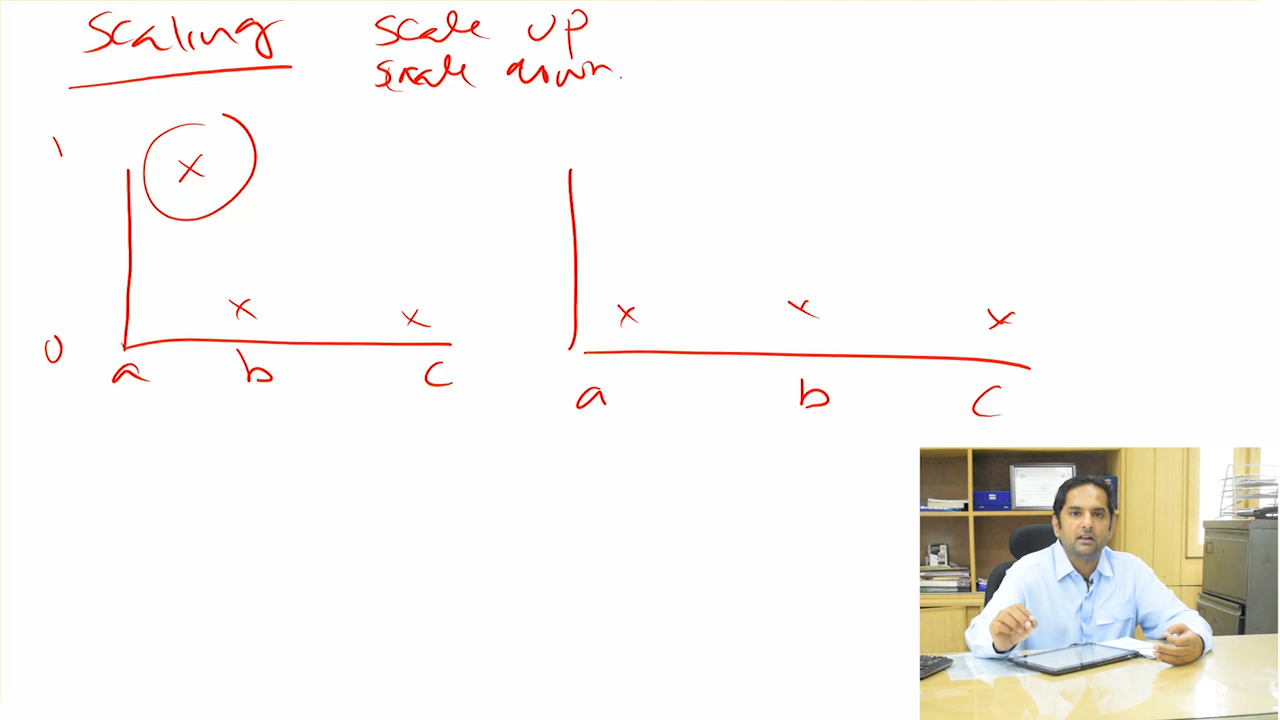 Scaling
scale up
scale down.
1
x
x x
0
a b c
x x x
a b c